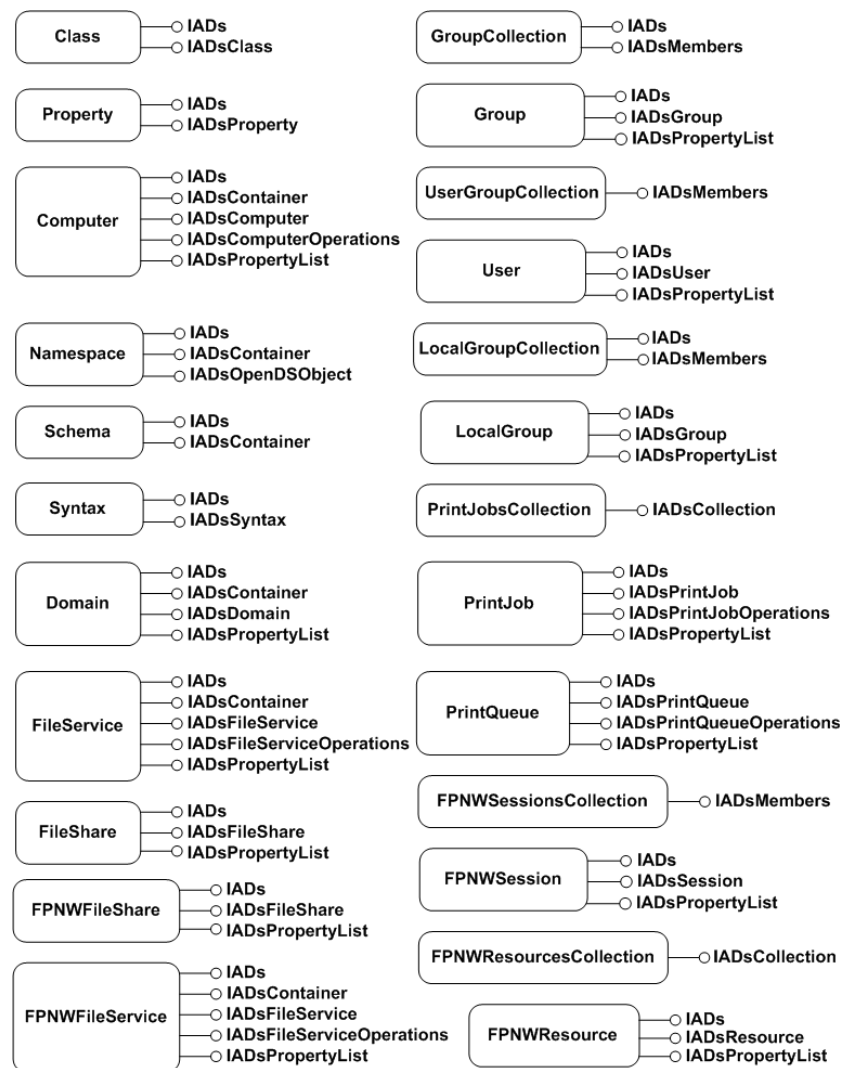 Class
IADs
IADsClass
Property
IADs
IADsProperty
Computer
IADs
IADsContainer
IADsComputer
IADsComputerOperations
IADsPropertyList
Namespace
IADs
IADsContainer
IADsOpenDSObject
Schema
IADs
IADsContainer
Syntax
IADs
IADsSyntax
Domain
IADs
IADsContainer
IADsDomain
IADsPropertyList
FileService
IADs
IADsContainer
IADsFileService
IADsFileServiceOperations
IADsPropertyList
FileShare
IADs
IADsFileShare
IADsPropertyList
FPNWFileShare
IADs
IADsFileShare
IADsPropertyList
FPNWFileService
IADs
IADsContainer
IADsFileService
IADsFileServiceOperations
IADsPropertyList
GroupCollection
IADs
IADsMembers
Group
IADs
IADsGroup
IADsPropertyList
UserGroupCollection
IADsMembers
User
IADs
IADsUser
IADsPropertyList
LocalGroupCollection
IADs
IADsMembers
LocalGroup
IADs
IADsGroup
IADsPropertyList
PrintJobsCollection
IADsCollection
PrintJob
IADs
IADsPrintJob
IADsPrintJobOperations
IADsPropertyList
PrintQueue
IADs
IADsPrintQueue
IADsPrintQueueOperations
IADsPropertyList
FPNWSessionsCollection
IADsMembers
FPNWSession
IADs
IADsSession
IADsPropertyList
FPNWResourcesCollection
IADsCollection
FPNWResource
IADs
IADsResource
IADsPropertyList